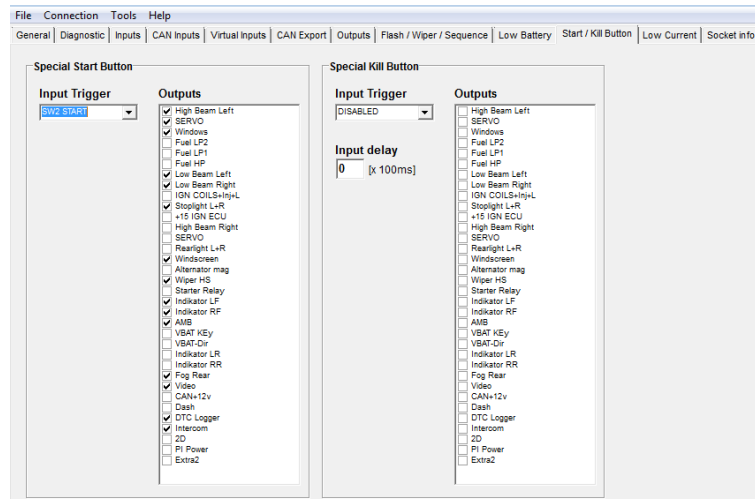 File Connection Tools Help
General Diagnostic Inputs CAN Inputs Virtual Inputs CAN Export Outputs Flash / Wiper / Sequence Low Battery Start / Kill Button Low Current Socket info
Special Start Button
Input Trigger
SW2 START
Outputs
High Beam Left
SERVO
Windows
Fuel LP2
Fuel LP1
Fuel HP
Low Beam Left
Low Beam Right
IGN COILS+Inj+L
Stoplight L+R
+15 IGN ECU
High Beam Right
SERVO
Rearlight L+R
Windscreen
Alternator mag
Wiper HS
Starter Relay
Indikator LF
Indikator RF
AMB
VBAT KEy
VBAT-Dir
Indikator LR
Indikator RR
Fog Rear
Video
CAN+12v
Dash
DTC Logger
Intercom
2D
PI Power
Extra2
Special Kill Button
Input Trigger
DISABLED
Input delay
0 [x 100ms]
Outputs
High Beam Left
SERVO
Windows
Fuel LP2
Fuel LP1
Fuel HP
Low Beam Left
Low Beam Right
IGN COILS+Inj+L
Stoplight L+R
+15 IGN ECU
High Beam Right
SERVO
Rearlight L+R
Windscreen
Alternator mag
Wiper HS
Starter Relay
Indikator LF
Indikator RF
AMB
VBAT KEy
VBAT-Dir
Indikator LR
Indikator RR
Fog Rear
Video
CAN+12v
Dash
DTC Logger
Intercom
2D
PI Power
Extra2